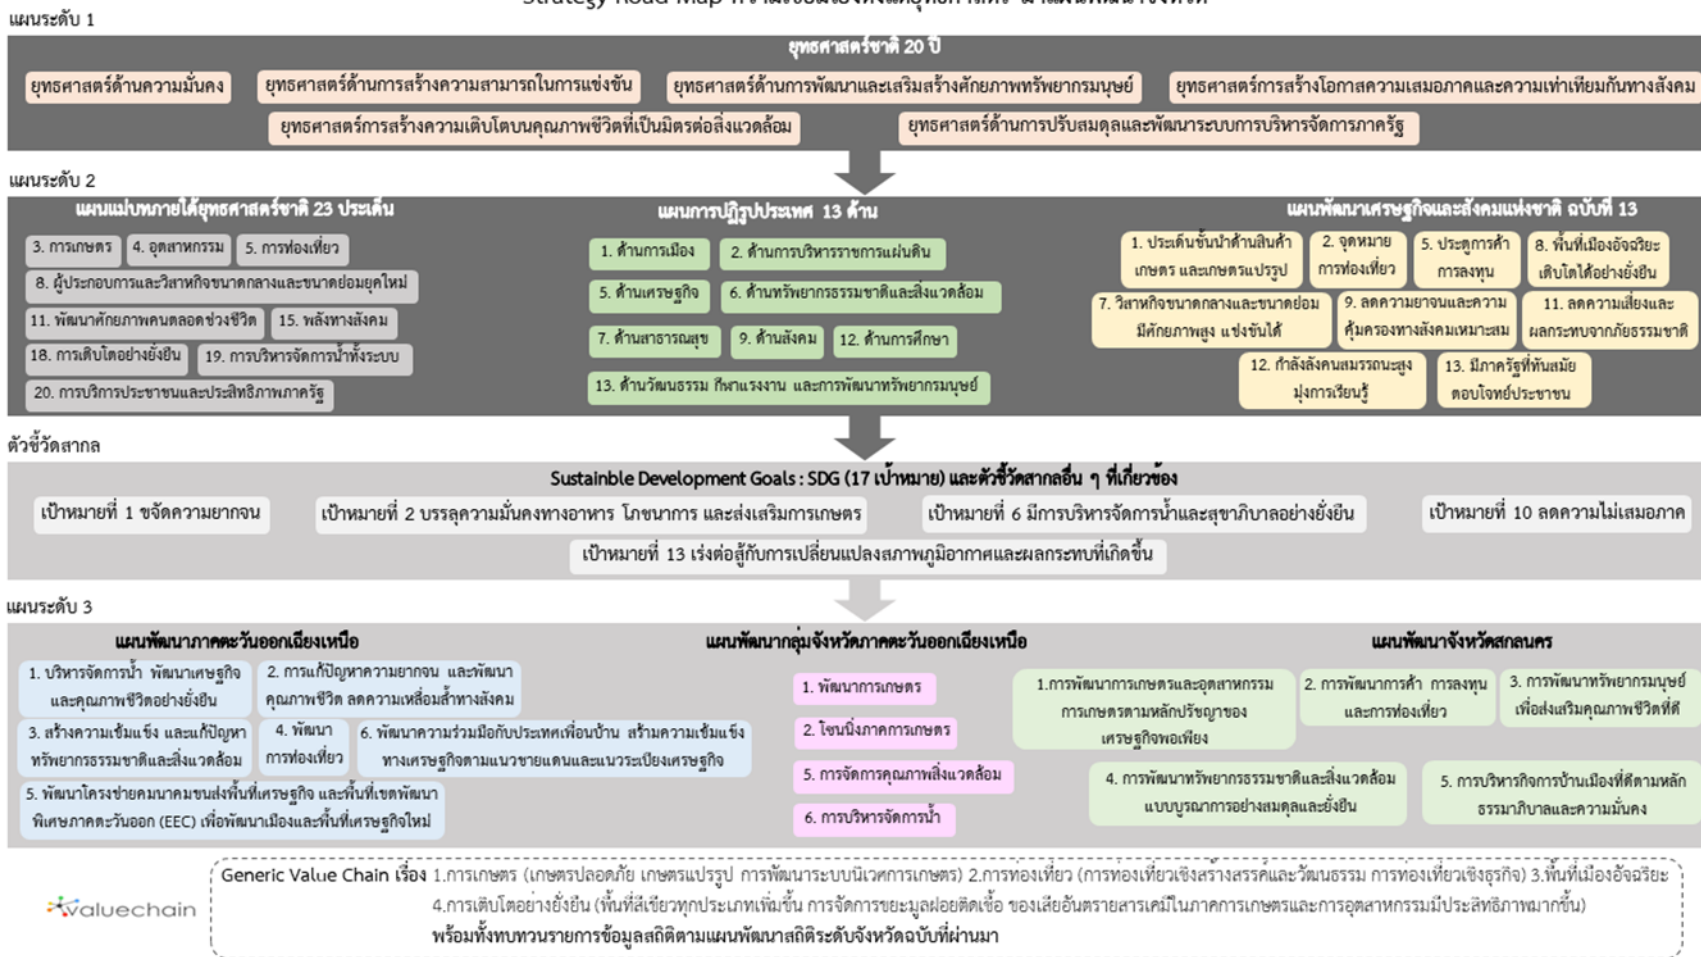 Strategy Road Map
แผนระดับ 1
ยุทธศาสตร์ชาติ 20 ปี
ยุทธศาสตร์ด้านความมั่นคง
ยุทธศาสตร์ด้านการสร้างความสามารถในการแข่งขัน
ยุทธศาสตร์ด้านการพัฒนาและเสริมสร้างศักยภาพทรัพยากรมนุษย์
ยุทธศาสตร์การสร้างโอกาสความเสมอภาคและความเท่าเทียมกันทางสังคม
ยุทธศาสตร์การสร้างความเติบโตบนคุณภาพชีวิตที่เป็นมิตรต่อสิ่งแวดล้อม
ยุทธศาสตร์ด้านการปรับสมดุลและพัฒนาระบบการบริหารจัดการภาครัฐ
แผนระดับ 2
แผนแม่บทภายใต้ยุทธศาสตร์ชาติ 23 ประเด็น
3. การเกษตร
4. อุตสาหกรรม
5. การท่องเที่ยว
8. ผู้ประกอบการและวิสาหกิจขนาดกลางและขนาดย่อมยุคใหม่
11. พัฒนาศักยภาพคนตลอดช่วงชีวิต
15. พลังทางสังคม
18. การเติบโตอย่างยั่งยืน
19. การบริหารจัดการน้ำทั้งระบบ
20. การบริการประชาชนและประสิทธิภาพภาครัฐ
แผนการปฏิรูปประเทศ 13 ด้าน
1. ด้านการเมือง
2. ด้านการบริหารราชการแผ่นดิน
5. ด้านเศรษฐกิจ
6. ด้านทรัพยากรธรรมชาติและสิ่งแวดล้อม
7. ด้านสาธารณสุข
9. ด้านสังคม
12. ด้านการศึกษา
13. ด้านวัฒนธรรม กีฬาแรงงาน และการพัฒนาทรัพยากรมนุษย์
แผนพัฒนาเศรษฐกิจและสังคมแห่งชาติ ฉบับที่ 13
1. ประเด็นชั้นนำด้านสินค้า
เกษตร และเกษตรแปรรูป
2. จุดหมาย
การท่องเที่ยว
5. ประตูการค้า
การลงทุน
8. พื้นที่เมืองอัจฉริยะ
เติบโตได้อย่างยั่งยืน
7. วิสาหกิจขนาดกลางและขนาดย่อม
มีศักยภาพสูง แข่งขันได้
9. ลดความยาจนและความ
คุ้มครองทางสังคมเหมาะสม
11. ลดความเสี่ยงและ
ผลกระทบจากภัยธรรมชาติ
12. กำลังลังคนสมรรถนะสูง
มุ่งการเรียนรู้
13. มีภาครัฐที่ทันสมัย
ตอบโจทย์ประชาชน
ตัวชี้วัดสากล
Sustainble Development Goals : SDG (17 เป้าหมาย) และตัวชี้วัดสากลอื่น ๆ ที่เกี่ยวข้อง
เป้าหมายที่ 1 ขจัดความยากจน
เป้าหมายที่ 2 บรรลุความมั่นคงทางอาหาร โภชนาการ และส่งเสริมการเกษตร
เป้าหมายที่ 6 มีการบริหารจัดการน้ำและสุขาภิบาลอย่างยั่งยืน
เป้าหมายที่ 10 ลดความไม่เสมอภาค
เป้าหมายที่ 13 เร่งต่อสู้กับการเปลี่ยนแปลงสภาพภูมิอากาศและผลกระทบที่เกิดขึ้น
แผนระดับ 3
แผนพัฒนาภาคตะวันออกเฉียงเหนือ
1. บริหารจัดการน้ำ พัฒนาเศรษฐกิจ
และคุณภาพชีวิตอย่างยั่งยืน
2. การแก้ปัญหาความยากจน และพัฒนา
คุณภาพชีวิต ลดความเหลื่อมล้ำทางสังคม
3. สร้างความเข้มแข็ง และแก้ปัญหา
ทรัพยากรธรรมชาติและสิ่งแวดล้อม
4. พัฒนา
การท่องเที่ยว
6. พัฒนาความร่วมมือกับประเทศเพื่อนบ้าน สร้ามความเข้มแข็ง
ทางเศรษฐกิจตามแนวชายแดนและแนวระเบียงเศรษฐกิจ
5. พัฒนาโครงช่ายคมนาคมขนส่งพื้นที่เศรษฐกิจ และพื้นที่เขตพัฒนา
พิเศษภาคตะวันออก (EEC) เพื่อพัฒนาเมืองและพื้นที่เศรษฐกิจใหม่
แผนพัฒนากลุ่มจังหวัดภาคตะวันออกเฉียงเหนือ
1. พัฒนาการเกษตร
2. โซนนิ่งภาคการเกษตร
5. การจัดการคุณภาพสิ่งแวดล้อม
6. การบริหารจัดการน้ำ
แผนพัฒนาจังหวัดสกลนคร
1.การพัฒนาการเกษตรและอุตสาหกรรม
การเกษตรตามหลักปรัชญาของ
เศรษฐกิจพอเพียง
2. การพัฒนาการค้า การลงทุน
และการท่องเที่ยว
3. การพัฒนาทรัพยากรมนุษย์
เพื่อส่งเสริมคุณภาพชีวิตที่ดี
4. การพัฒนาทรัพยากรธรรมชาติและสิ่งแวดล้อม
แบบบูรณาการอย่างสมดุลและยั่งยืน
5. การบริหารกิจการบ้านเมืองที่ดีตามหลัก
ธรรมาภิบาลและความมั่นคง
valuechain
Generic Value Chain เรื่อง 1.การเกษตร (เกษตรปลอดภัย เกษตรแปรรูป การพัฒนาระบบนิเวศการเกษตร) 2.การท่องเที่ยว (การท่องเที่ยวเชิงสร้างสรรค์และวัฒนธรรม การท่องเที่ยวเชิงธุรกิจ) 3.พื้นที่เมืองอัจฉริยะ
4.การเติบโตอย่างยั่งยืน (พื้นที่สีเขียวทุกประเภทเพิ่มขึ้น การจัดการขยะมูลฝอยติดเชื้อ ของเสียอันตรายสารเคมีในภาคการเกษตรและการอุตสาหกรรมมีประสิทธิภาพมากขึ้น)
พร้อมทั้งทบทวนรายการข้อมูลสถิติตามแผนพัฒนาสถิติระดับจังหวัดฉบับที่ผ่านมา